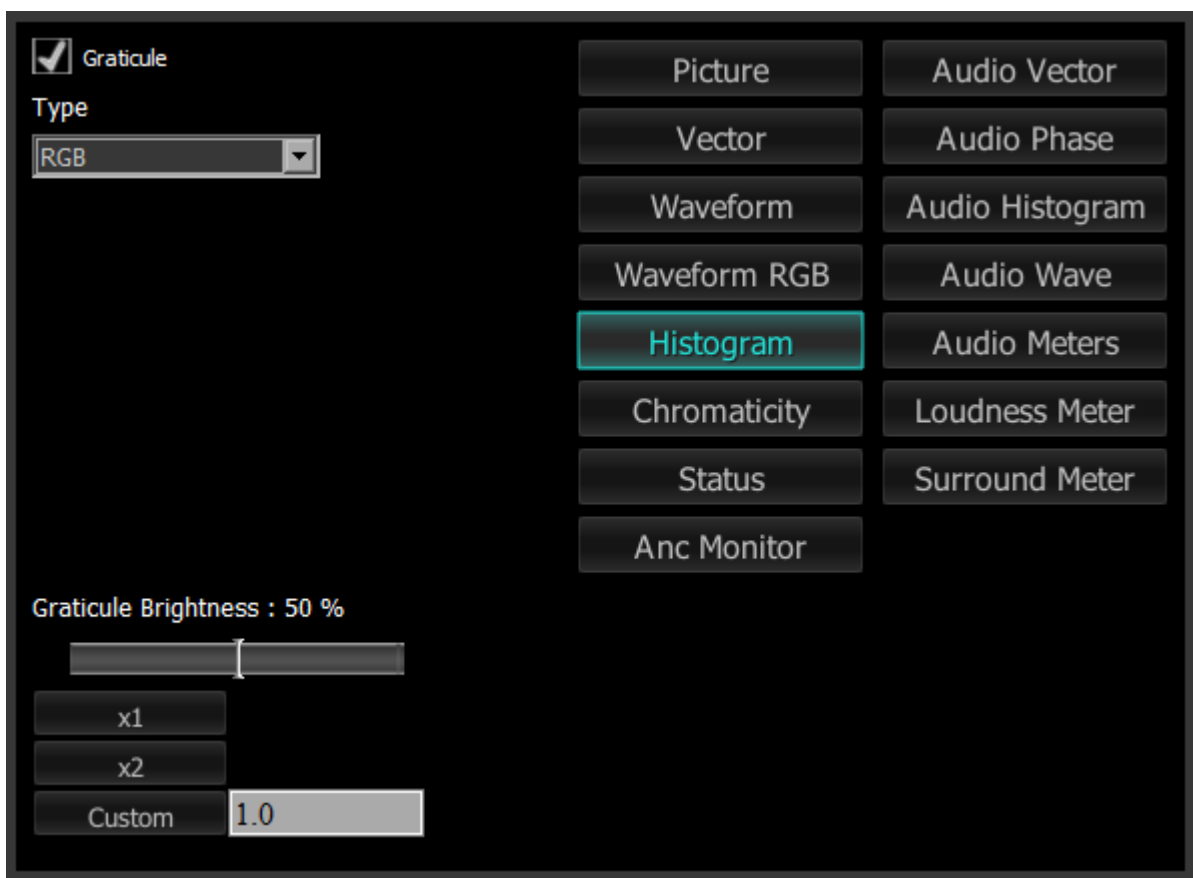 Graticule
Type
RGB
Picture
Vector
Waveform
Waveform RGB
Histogram
Chromaticity
Status
Anc Monitor
Audio Vector
Audio Phase
Audio Histogram
Audio Wave
Audio Meters
Loudness Meter
Surround Meter
Graticule Brightness : 50 %
x1
x2
Custom
1.0